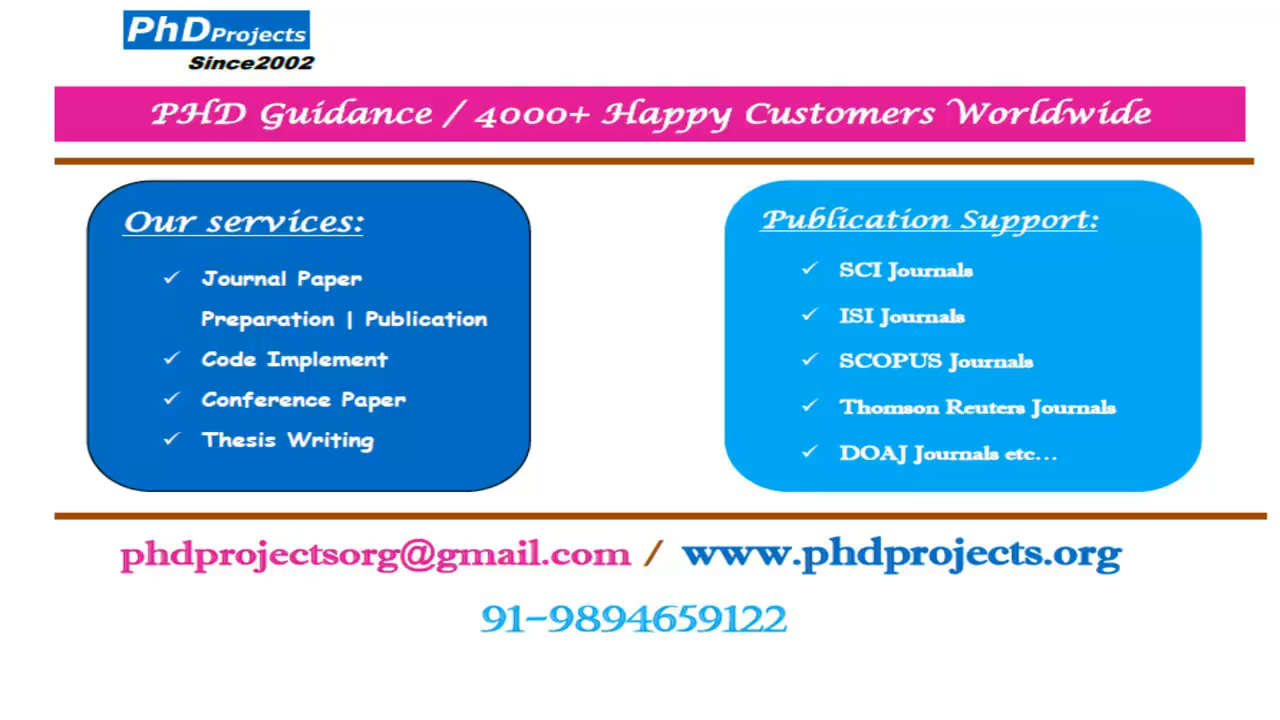 PhDProjects
Since2002
PHD Guidance / 4000+ Happy Customers Worldwide
Our services:
✓ Journal Paper
Preparation | Publication
✓ Code Implement
✓ Conference Paper
✓ Thesis Writing
Publication Support:
✓ SCI Journals
✓ ISI Journals
✓ SCOPUS Journals
✓ Thomson Reuters Journals
✓ DOAJ Journals etc...
phdprojectsorg@gmail.com / www.phdprojects.org
91-9894659122